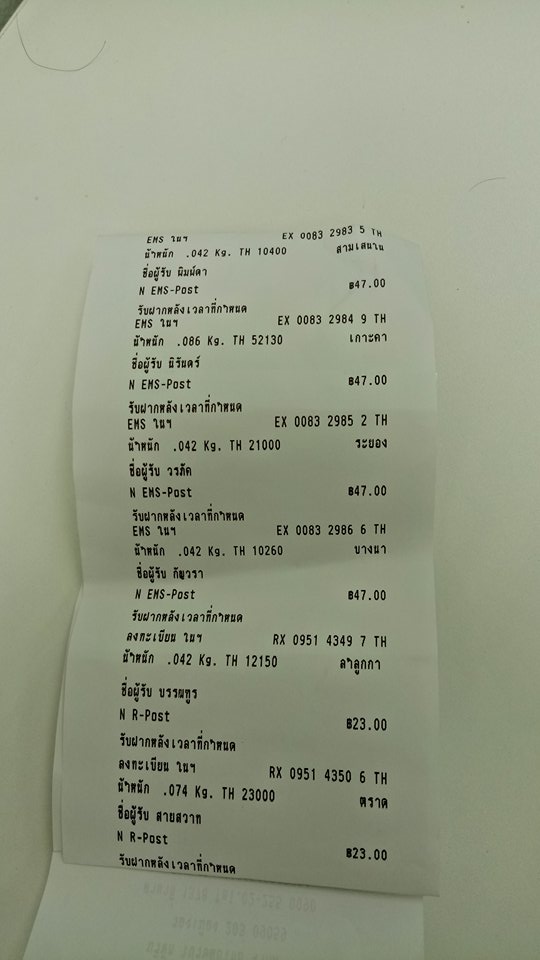 EMS ในฯ EX 0083 2983 5 TH
น้ำหนัก .042 Kg. TH 10400 สามเสนใน
ชื่อผู้รับ พิมน์ดา
N EMS-Post ฿47.00
รับฝากหลังเวลาที่กำหนด
EMS ในฯ EX 0083 2984 9 TH
น้ำหนัก .086 Kg. TH 52130 เกาะคา
ชื่อผู้รับ นิรันดร์
N EMS-Post ฿47.00
รับฝากหลังเวลาที่กำหนด
EMS ในฯ EX 0083 2985 2 TH
น้ำหนัก .042 Kg. TH 21000 ระยอง
ชื่อผู้รับ วรภัค
N EMS-Post ฿47.00
รับฝากหลังเวลาที่กำหนด
EMS ในฯ EX 0083 2986 6 TH
น้ำหนัก .042 Kg. TH 10260 บางนา
ชื่อผู้รับ กัยวรา
N EMS-Post ฿47.00
รับฝากหลังเวลาที่กำหนด
ลงทะเบียน ในฯ RX 0951 4349 7 TH
น้ำหนัก .042 Kg. TH 12150 ลำลูกกา
ชื่อผู้รับ บรรณฑูร
N R-Post ฿23.00
รับฝากหลังเวลาที่กำหนด
ลงทะเบียน ในฯ RX 0951 4350 6 TH
น้ำหนัก .074 Kg. TH 23000 ตราด
ชื่อผู้รับ สายสวาท
N R-Post ฿23.00
รับฝากหลังเวลาที่กำหนด